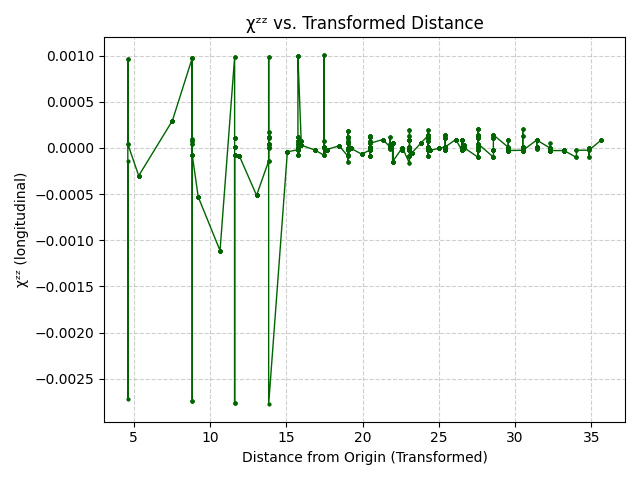 χᶻᶻ vs. Transformed Distance
χᶻᶻ (longitudinal)
0.0010
0.0005
0.0000
−0.0005
−0.0010
−0.0015
−0.0020
−0.0025
5 10 15 20 25 30 35
Distance from Origin (Transformed)